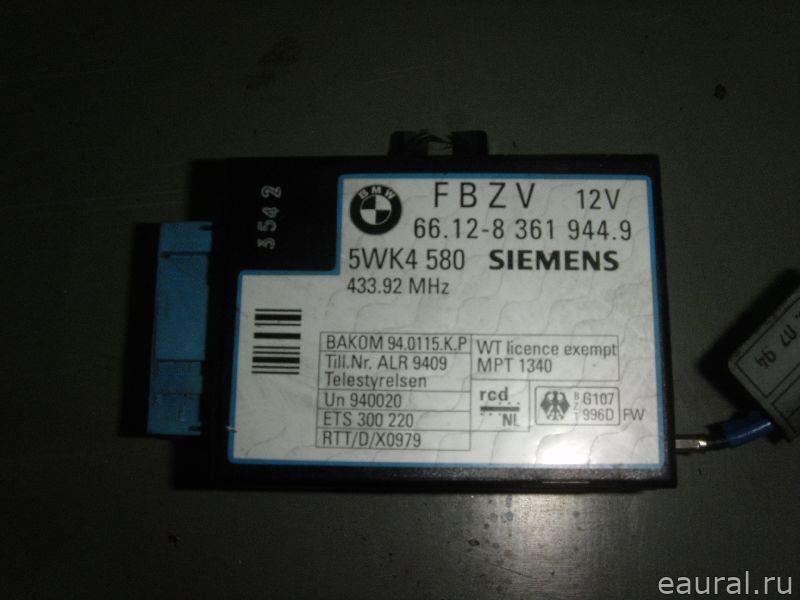 3542
BMW
FBZV 12V
66.12-8 361 944.9
5WK4 580 SIEMENS
433.92 MHz
BAKOM 94.0115.K.P
Till.Nr. ALR 9409
Telestyrelsen
Un 940020
ETS 300 220
RTT/D/X0979
WT licence exempt
MPT 1340
rcd
NL
G107
996D FW
eaural.ru